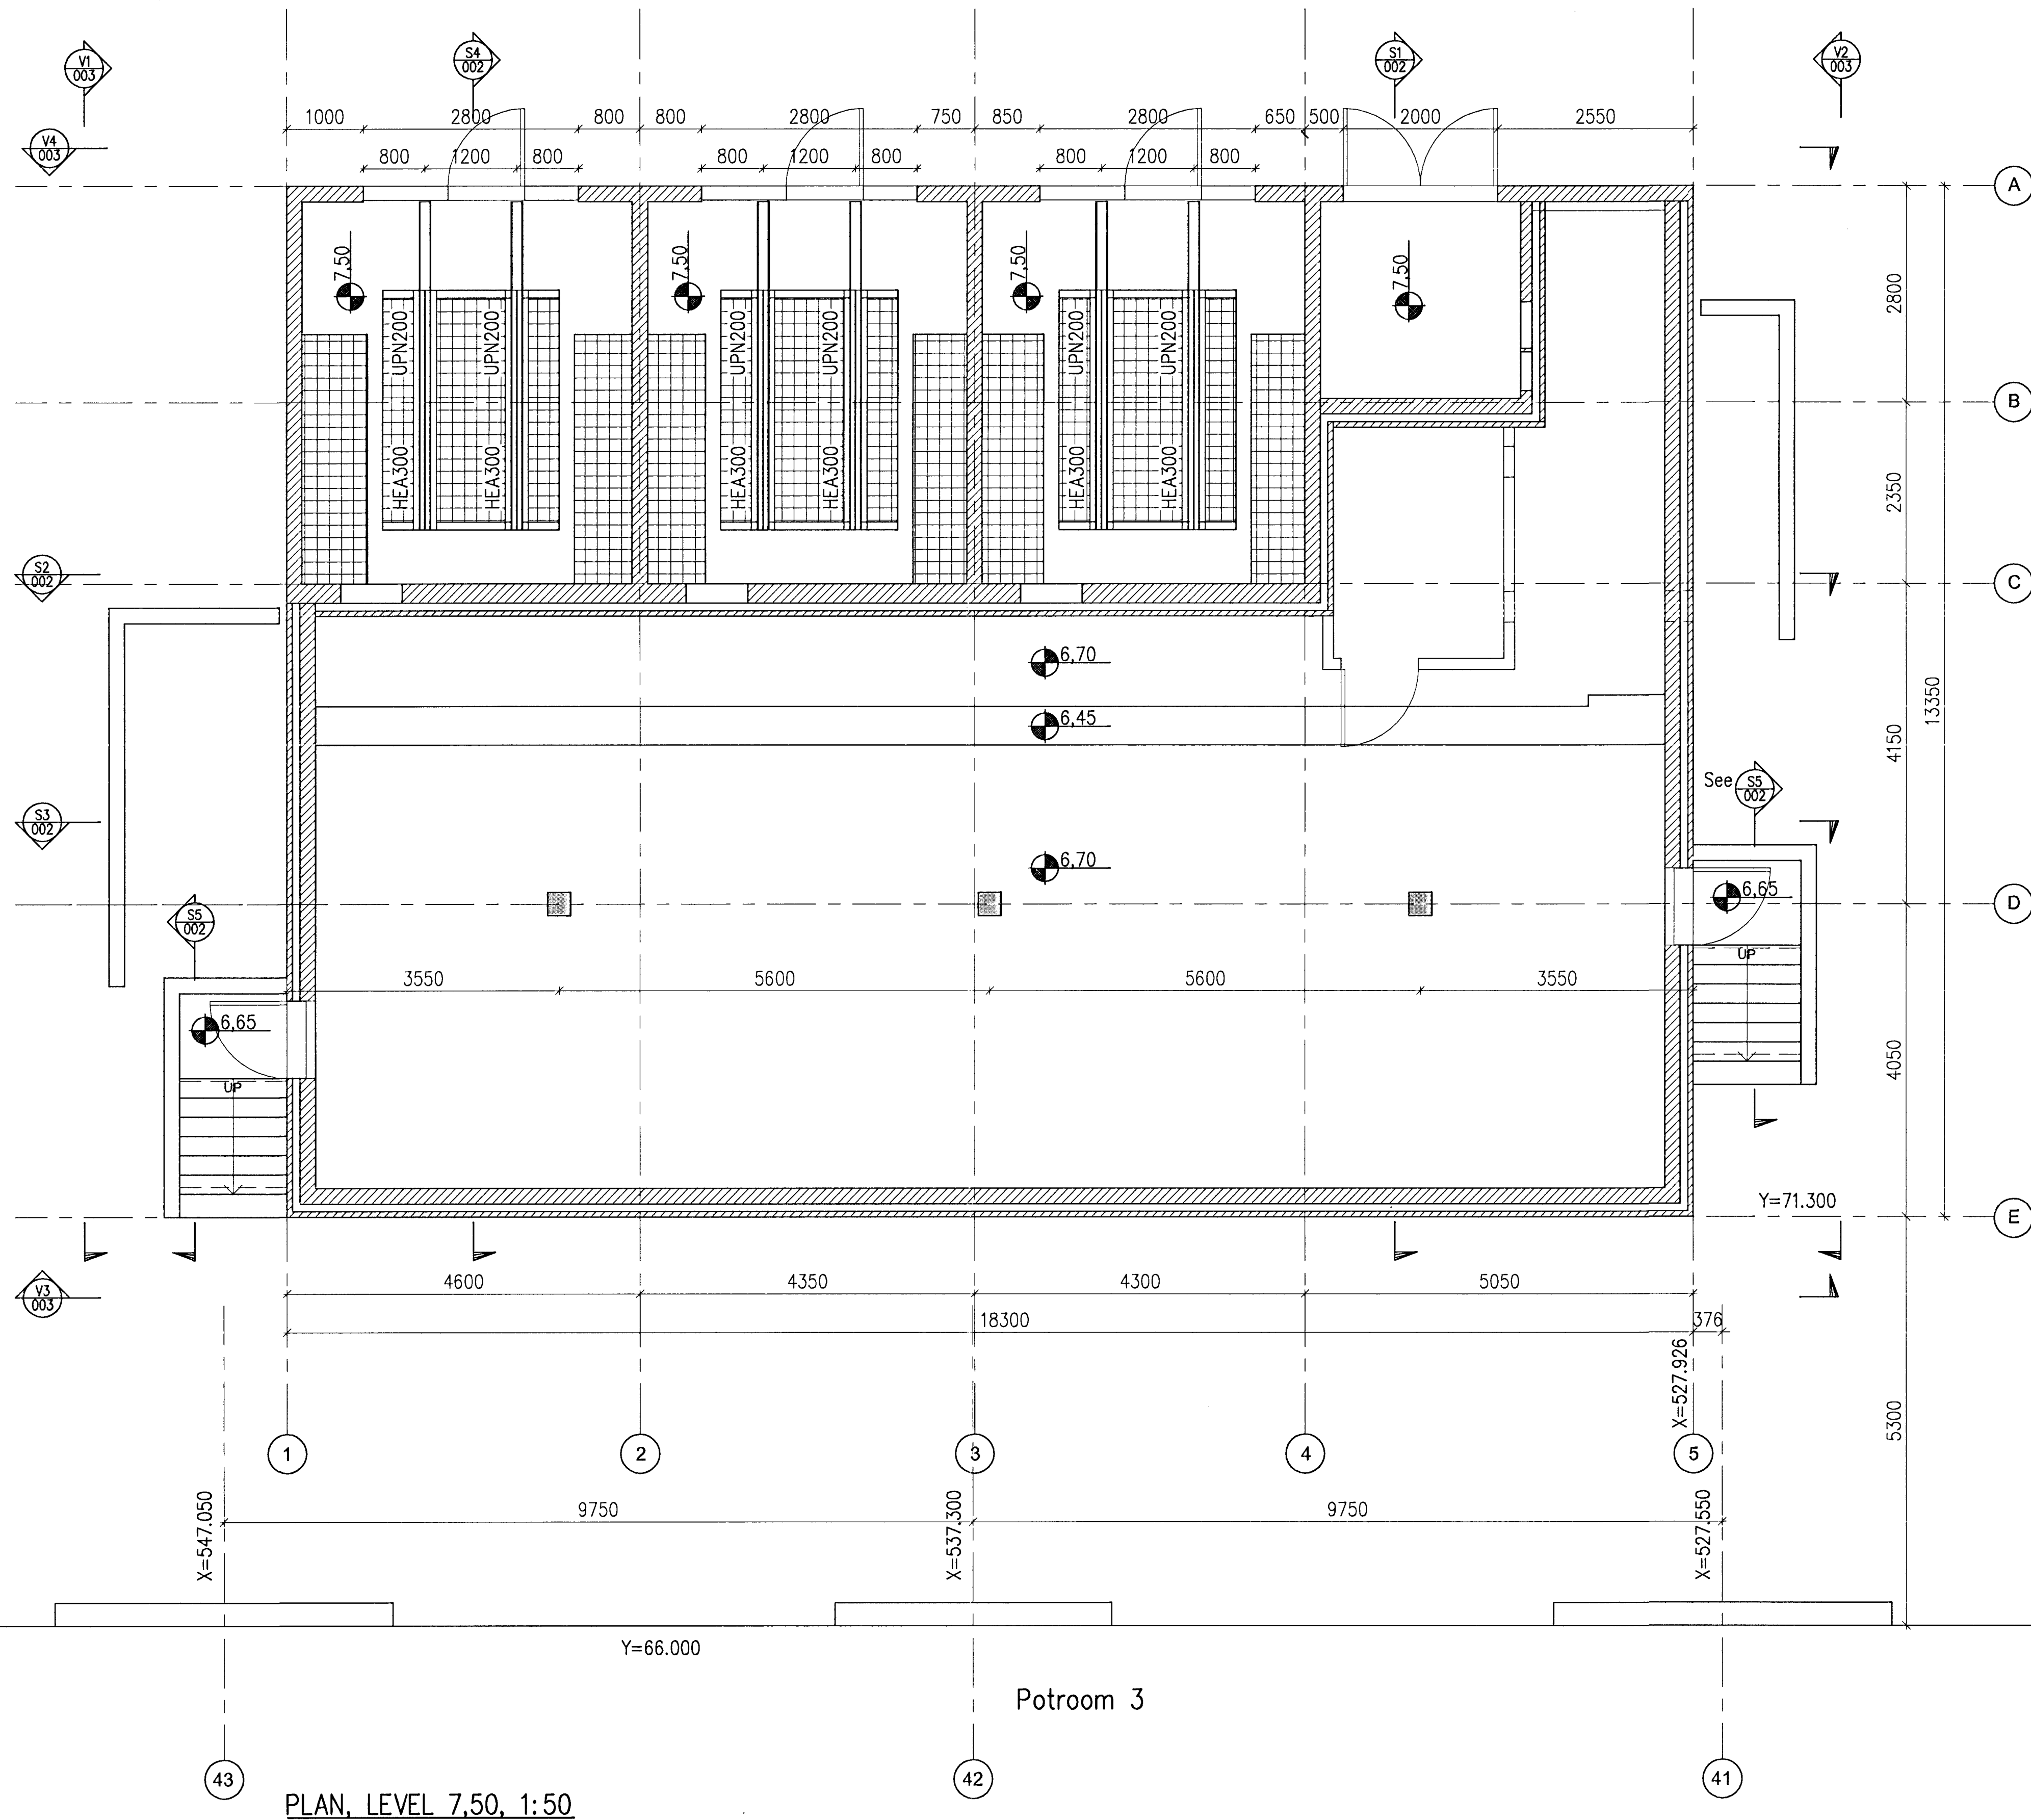 V1
003
S4
002
S1
002
V2
003
1000 2800 800 800 2800 750 850 2800 650 500 2000 2550
V4
003
800 1200 800 800 1200 800 800 1200 800
A
7,50 7,50 7,50 7,50
2800
UPN200 UPN200 UPN200 UPN200 UPN200 UPN200
B
HEA300 HEA300 HEA300 HEA300 HEA300 HEA300
2350
S2
002
C
6,70
13350
6,45
4150
See
S5
002
S3
002
6,70
6,65
D
S5
002
UP
3550 5600 5600 3550
6,65
4050
UP
Y=71.300
E
4600 4350 4300 5050
V3
003
18300 376
X=527.926
5300
1 2 3 4 5
9750 9750
X=547.050 X=537.300 X=527.550
Y=66.000
Potroom 3
43 42 41
PLAN, LEVEL 7,50, 1:50